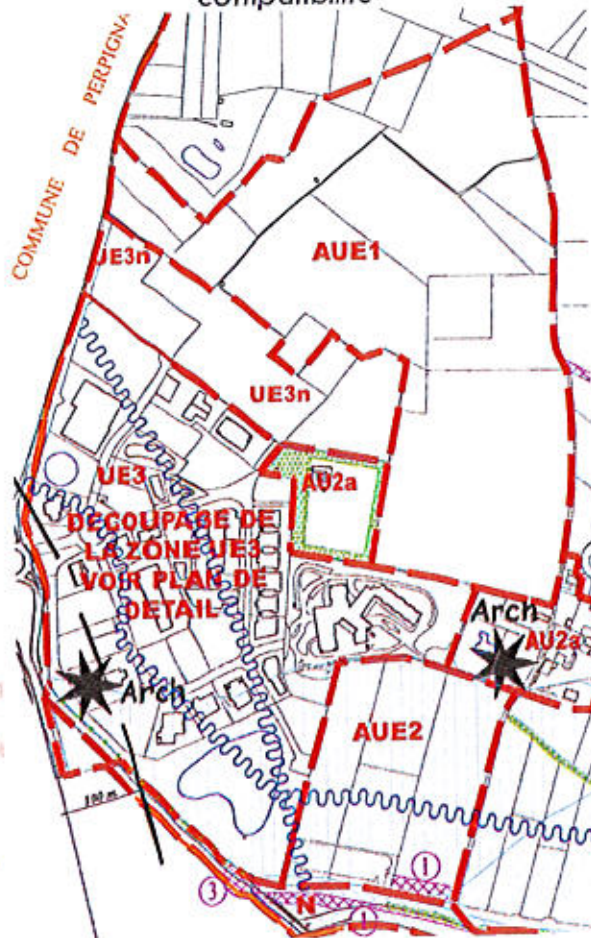 compatibilité
COMMUNE DE PERPIGNA
UE3n
AUE1
UE3n
UE3
AU2a
DECOUPAGE DE
LA ZONE UE3
VOIR PLAN DE
DETAIL
Arch
AU2a
Arch
AUE2
100 m
1
3
N
1